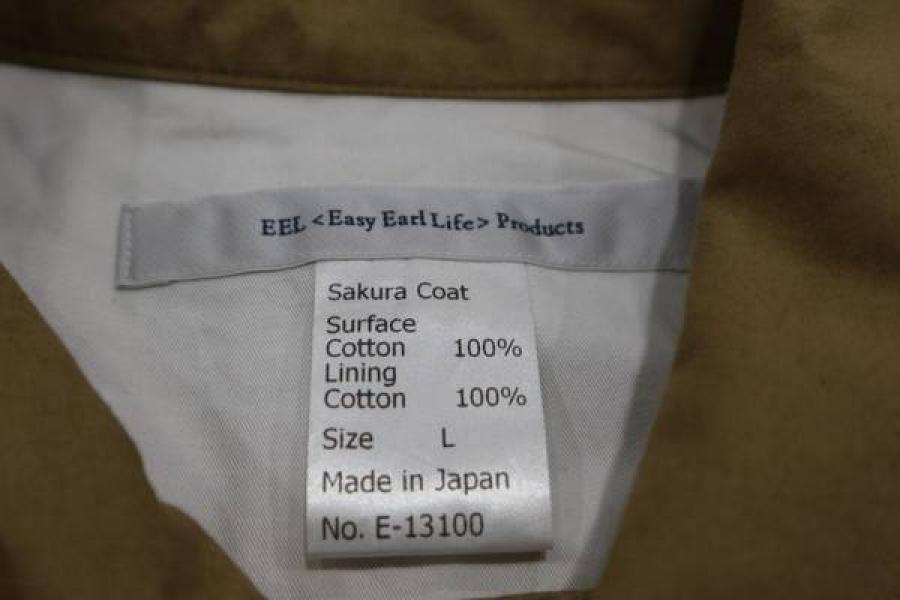 EEL <Easy Earl Life> Products
Sakura Coat
Surface
Cotton 100%
Lining
Cotton 100%
Size L
Made in Japan
No. E-13100